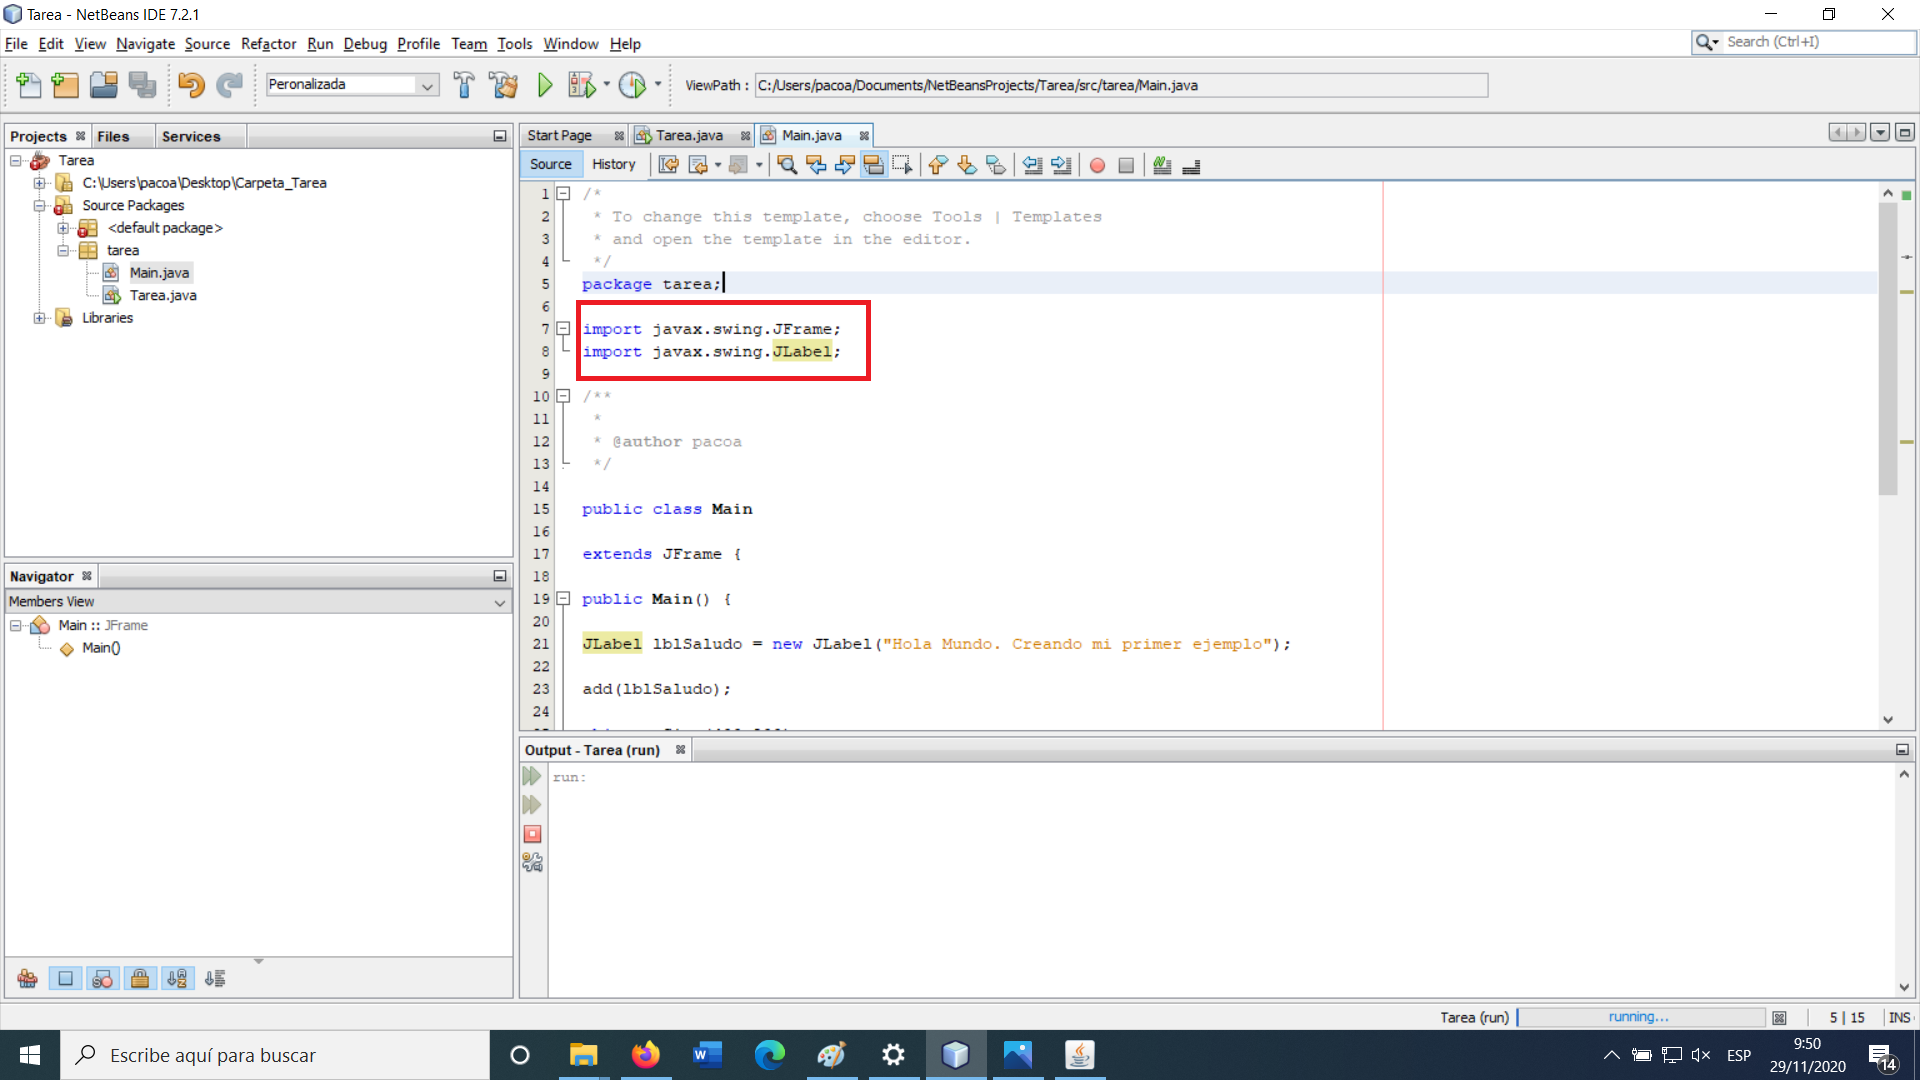 Tarea - NetBeans IDE 7.2.1
File Edit View Navigate Source Refactor Run Debug Profile Team Tools Window Help
Search (Ctrl+I)
Peronalizada
ViewPath : C:/Users/pacoa/Documents/NetBeansProjects/Tarea/src/tarea/Main.java
Projects Files Services
Tarea
C:\Users\pacoa\Desktop\Carpeta_Tarea
Source Packages
<default package>
tarea
Main.java
Tarea.java
Libraries
Navigator
Members View
Main :: JFrame
Main()
Start Page Tarea.java Main.java
Source History
1 /*
2 * To change this template, choose Tools | Templates
3 * and open the template in the editor.
4 */
5 package tarea;
6
7 import javax.swing.JFrame;
8 import javax.swing.JLabel;
9
10 /**
11 *
12 * @author pacoa
13 */
14
15 public class Main
16
17 extends JFrame {
18
19 public Main() {
20
21 JLabel lblSaludo = new JLabel("Hola Mundo. Creando mi primer ejemplo");
22
23 add(lblSaludo);
24
Output - Tarea (run)
run:
Tarea (run) running... 5 | 15 INS
Escribe aquí para buscar
ESP
9:50
29/11/2020
14